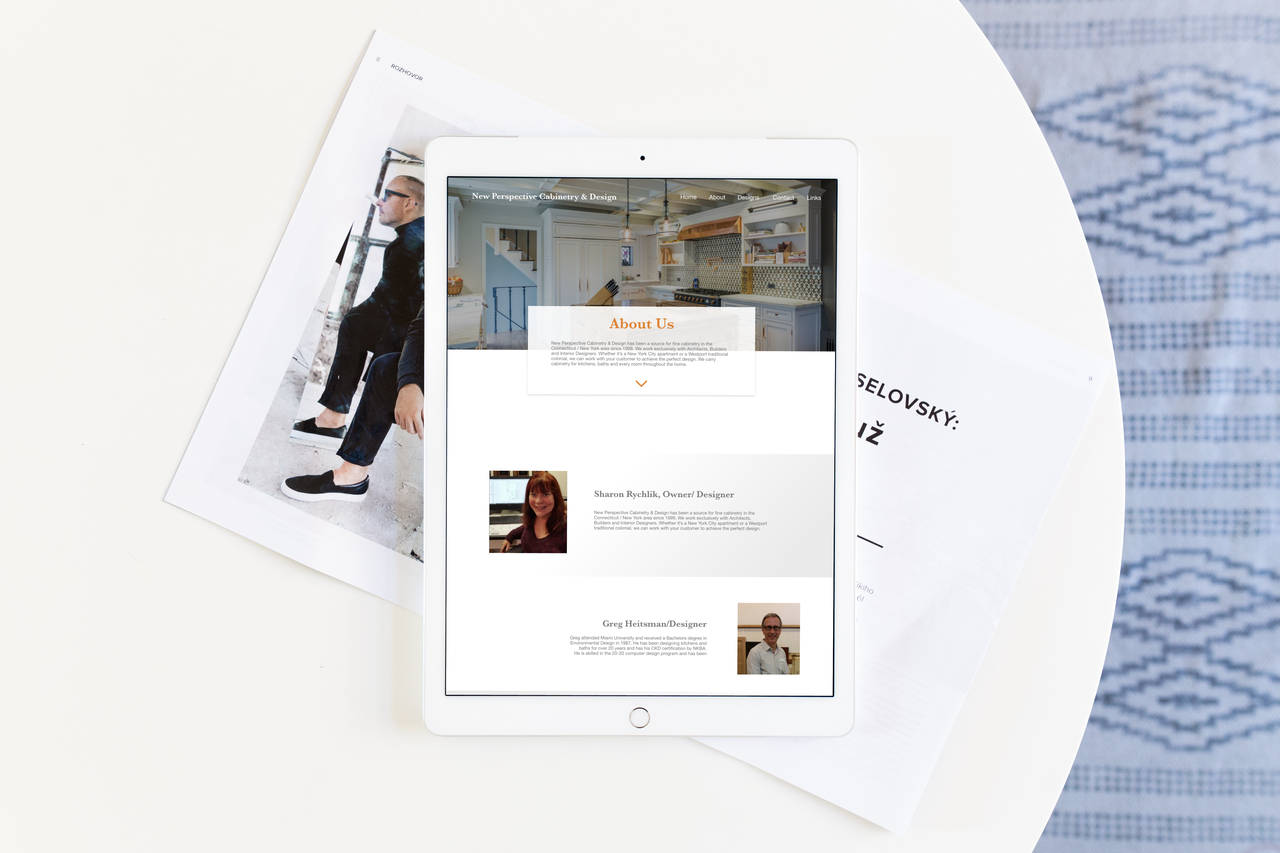 8
ROZHOVOR
New Perspective Cabinetry & Design
Home About Designs Contact Links
About Us
New Perspective Cabinetry & Design has been a source for fine cabinetry in the
Connecticut / New York area since 1999. We work exclusively with Architects, Builders
and Interior Designers. Whether it's a New York City apartment or a Westport traditional
colonial, we can work with your customer to achieve the perfect design. We carry
cabinetry for kitchens, baths and every room throughout the home.
9
SELOVSKÝ:
Sharon Rychlik, Owner/ Designer
New Perspective Cabinetry & Design has been a source for fine cabinetry in the
Connecticut / New York area since 1999. We work exclusively with Architects,
Builders and Interior Designers. Whether it's a New York City apartment or a Westport
traditional colonial, we can work with your customer to achieve the perfect design.
Greg Heitsman/Designer
Greg attended Miami University and received a Bachelors degree in
Environmental Design in 1987. He has been designing kitchens and
baths for over 20 years and has his CKD certification by NKBA.
He is skilled in the 20-20 computer design program and has been